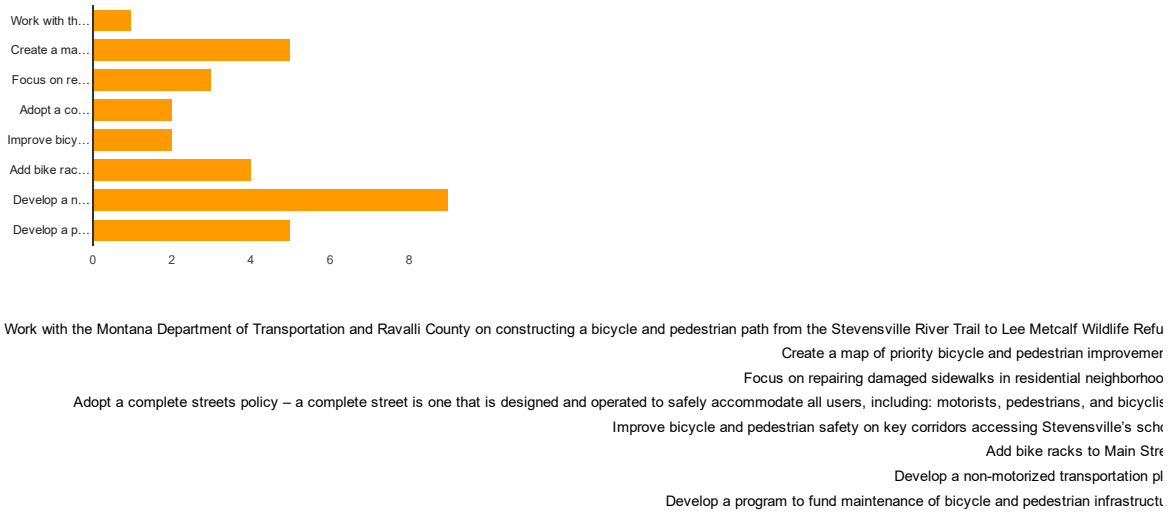 Work with th…
Create a ma…
Focus on re…
Adopt a co…
Improve bicy…
Add bike rac…
Develop a n…
Develop a p…
0 2 4 6 8
Work with the Montana Department of Transportation and Ravalli County on constructing a bicycle and pedestrian path from the Stevensville River Trail to Lee Metcalf Wildlife Refu
Create a map of priority bicycle and pedestrian improvemen
Focus on repairing damaged sidewalks in residential neighborhoo
Adopt a complete streets policy – a complete street is one that is designed and operated to safely accommodate all users, including: motorists, pedestrians, and bicyclis
Improve bicycle and pedestrian safety on key corridors accessing Stevensville’s scho
Add bike racks to Main Stre
Develop a non-motorized transportation pl
Develop a program to fund maintenance of bicycle and pedestrian infrastructu